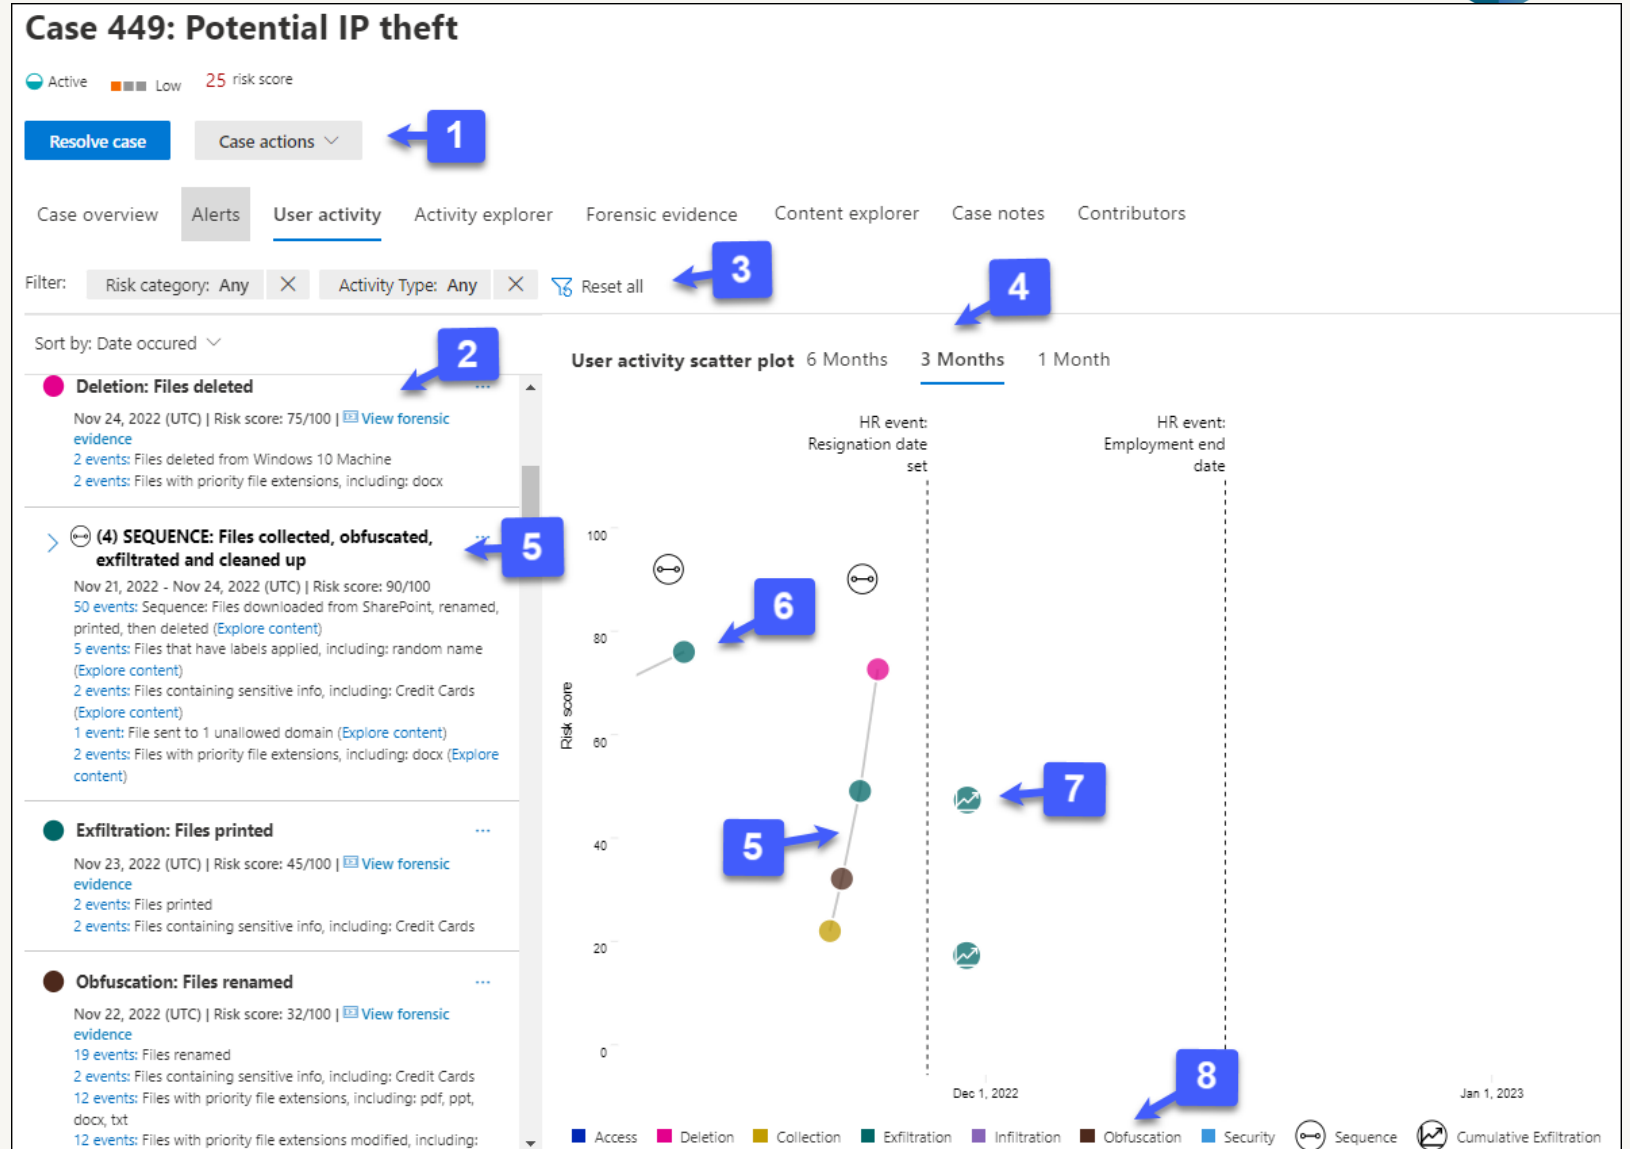 Case 449: Potential IP theft
Active Low 25 risk score
Resolve case Case actions 1
Case overview Alerts User activity Activity explorer Forensic evidence Content explorer Case notes Contributors
Filter: Risk category: Any Activity Type: Any Reset all 3
4
Sort by: Date occured
2
Deletion: Files deleted
Nov 24, 2022 (UTC) | Risk score: 75/100 | View forensic
evidence
2 events: Files deleted from Windows 10 Machine
2 events: Files with priority file extensions, including: docx
(4) SEQUENCE: Files collected, obfuscated,
exfiltrated and cleaned up
5
Nov 21, 2022 - Nov 24, 2022 (UTC) | Risk score: 90/100
50 events: Sequence: Files downloaded from SharePoint, renamed,
printed, then deleted (Explore content)
5 events: Files that have labels applied, including: random name
(Explore content)
2 events: Files containing sensitive info, including: Credit Cards
(Explore content)
1 event: File sent to 1 unallowed domain (Explore content)
2 events: Files with priority file extensions, including: docx (Explore
content)
Exfiltration: Files printed
Nov 23, 2022 (UTC) | Risk score: 45/100 | View forensic
evidence
2 events: Files printed
2 events: Files containing sensitive info, including: Credit Cards
Obfuscation: Files renamed
Nov 22, 2022 (UTC) | Risk score: 32/100 | View forensic
evidence
19 events: Files renamed
2 events: Files containing sensitive info, including: Credit Cards
12 events: Files with priority file extensions, including: pdf, ppt,
docx, txt
12 events: Files with priority file extensions modified, including:
User activity scatter plot 6 Months 3 Months 1 Month
HR event:
Resignation date
set
HR event:
Employment end
date
Risk score
100
80
60
40
20
0
6
7
5
8
Dec 1, 2022 Jan 1, 2023
Access Deletion Collection Exfiltration Infiltration Obfuscation Security Sequence Cumulative Exfiltration